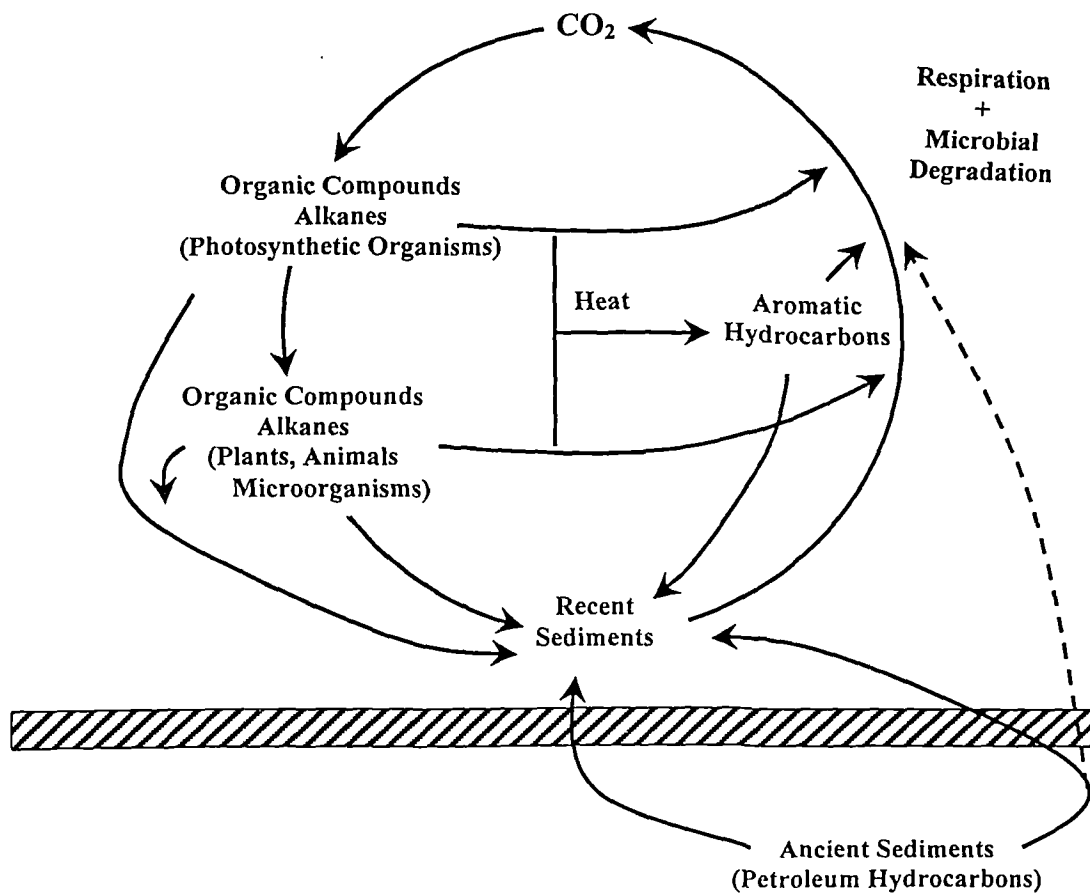 CO₂
Respiration
+
Microbial
Degradation
Organic Compounds
Alkanes
(Photosynthetic Organisms)
Heat
Aromatic
Hydrocarbons
Organic Compounds
Alkanes
(Plants, Animals
Microorganisms)
Recent
Sediments
Ancient Sediments
(Petroleum Hydrocarbons)